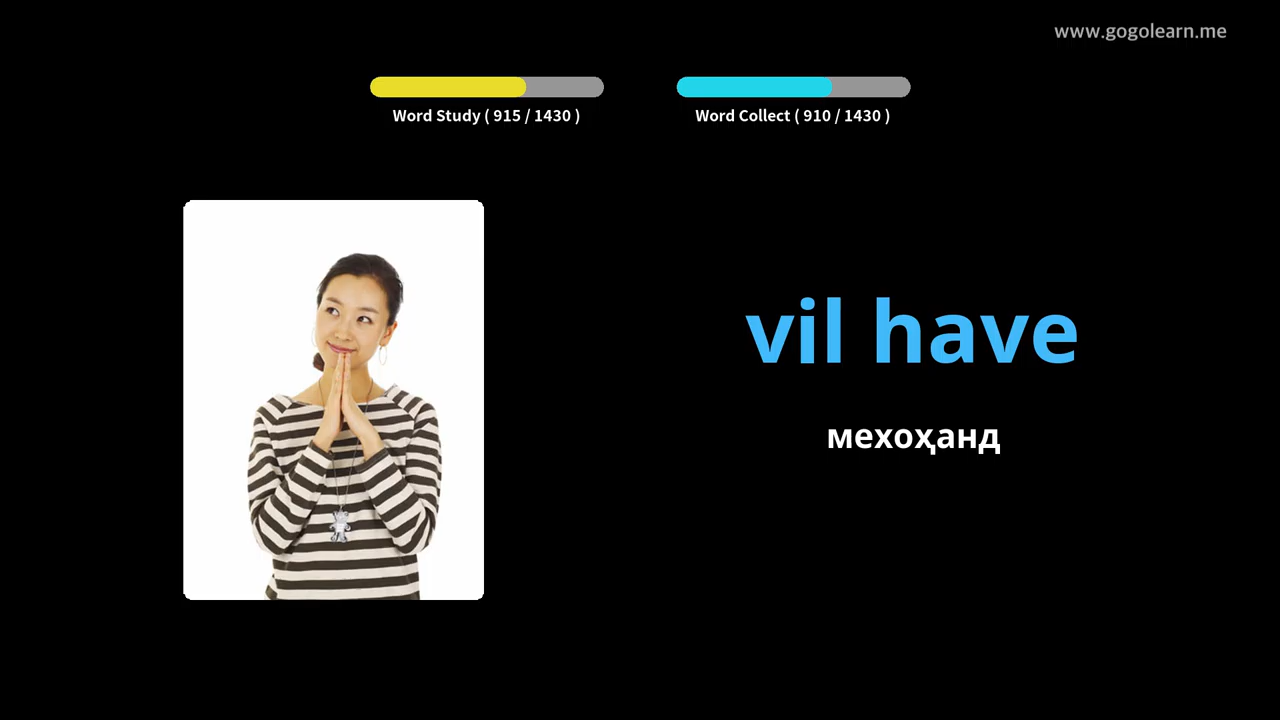 www.gogolearn.me
Word Study ( 915 / 1430 )
Word Collect ( 910 / 1430 )
vil have
мехоҳанд